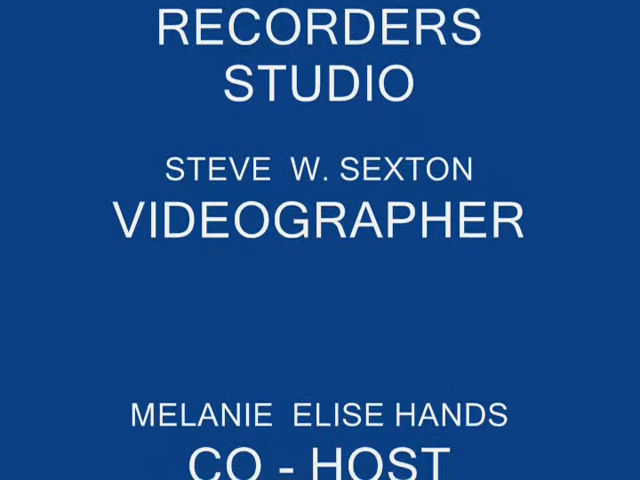 RECORDERS
STUDIO
STEVE W. SEXTON
VIDEOGRAPHER
MELANIE ELISE HANDS
CO - HOST